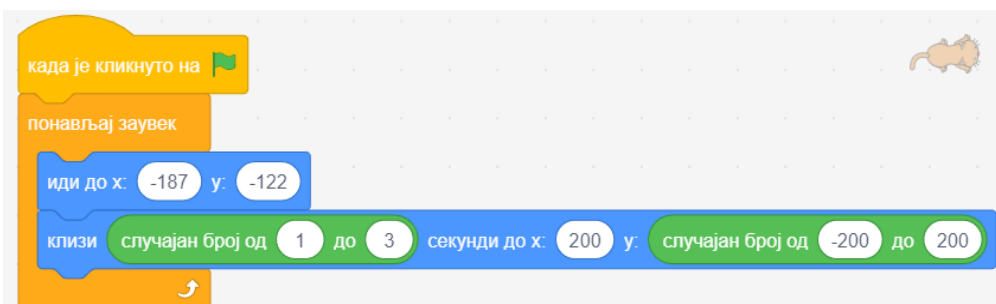 када је кликнуто на
понављај заувек
иди до x: -187 y: -122
клизи случајан број од 1 до 3 секунди до x: 200 y: случајан број од -200 до 200